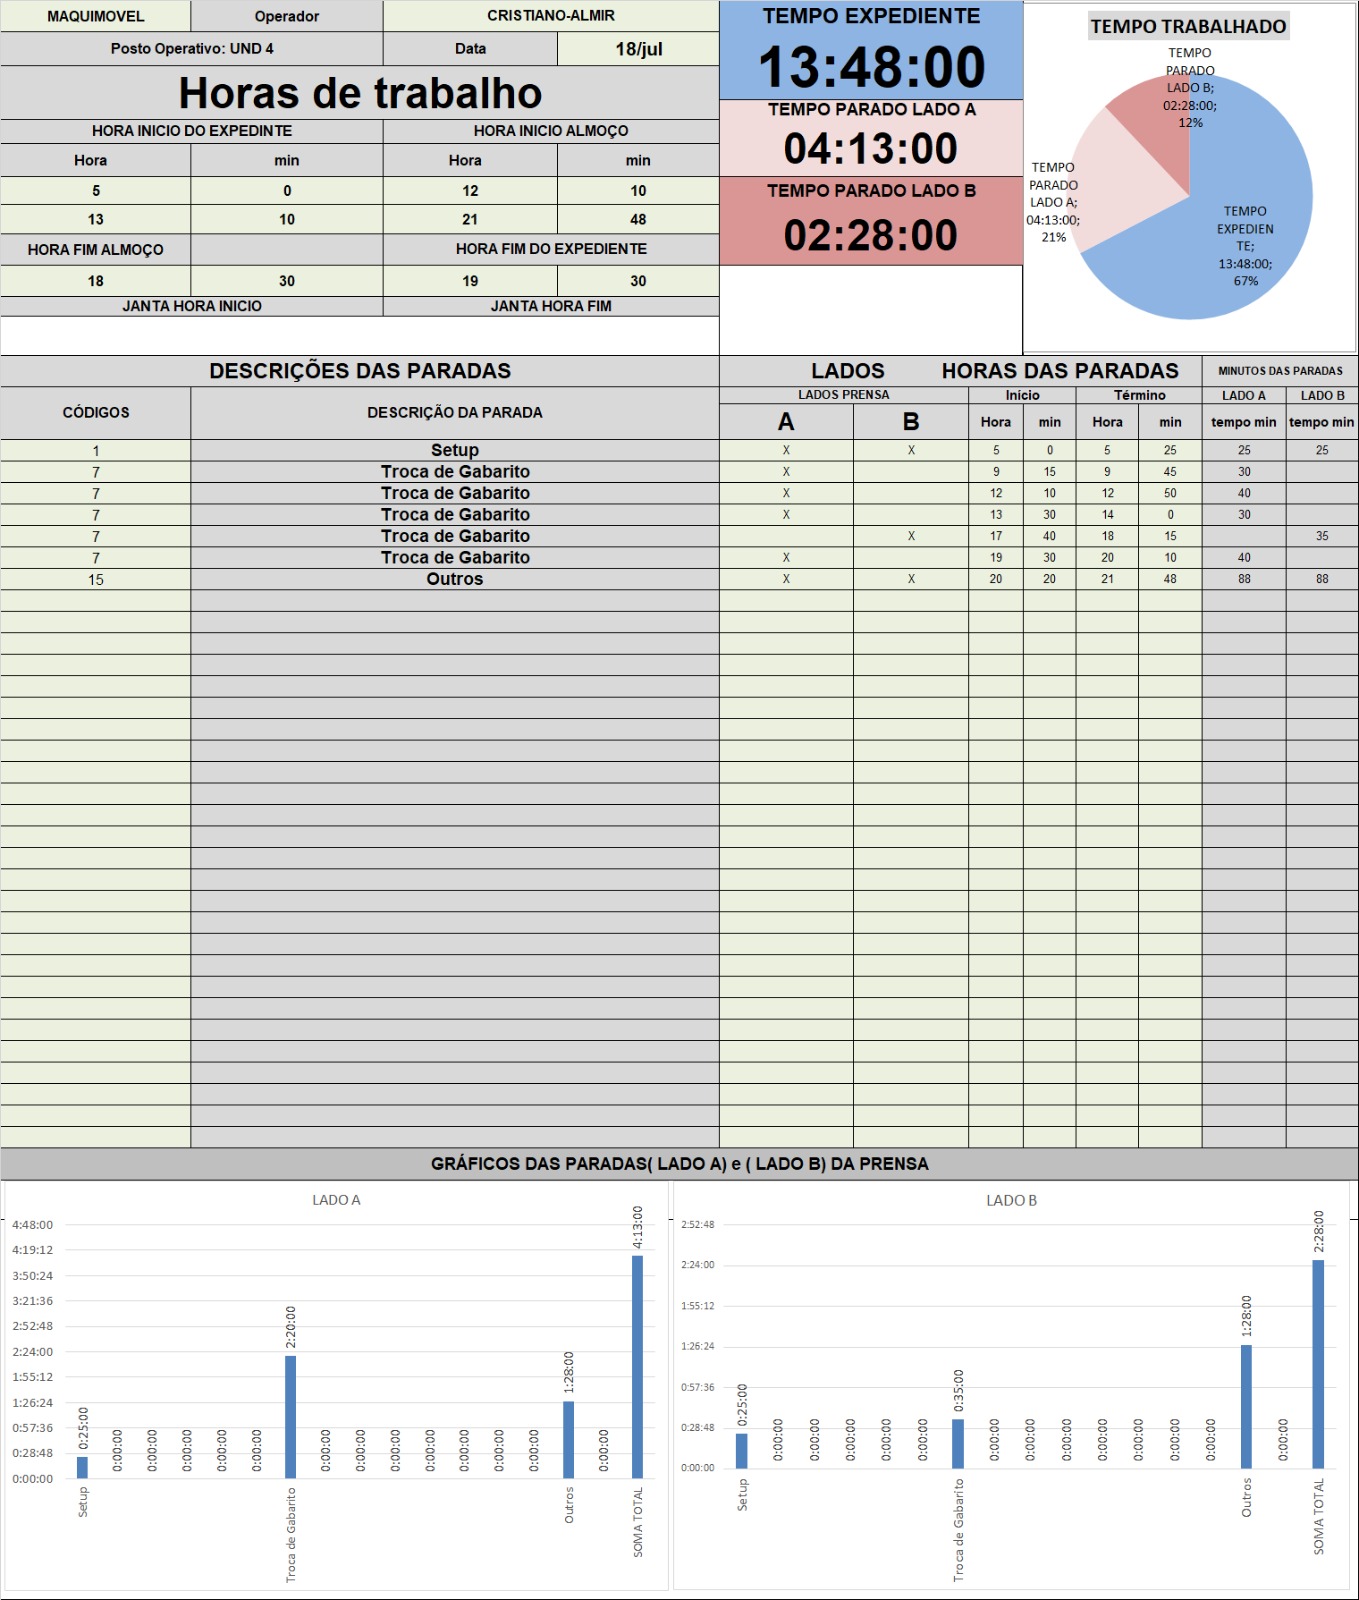 MAQUIMOVEL Operador CRISTIANO-ALMIR
Posto Operativo: UND 4 Data 18/jul
Horas de trabalho
HORA INICIO DO EXPEDINTE HORA INICIO ALMOÇO
Hora min Hora min
5 0 12 10
13 10 21 48
HORA FIM ALMOÇO HORA FIM DO EXPEDIENTE
18 30 19 30
JANTA HORA INICIO JANTA HORA FIM
TEMPO EXPEDIENTE
13:48:00
TEMPO PARADO LADO A
04:13:00
TEMPO PARADO LADO B
02:28:00
TEMPO TRABALHADO
TEMPO
PARADO
LADO B;
02:28:00;
12%
TEMPO
PARADO
LADO A;
04:13:00;
21%
TEMPO
EXPEDIEN
TE;
13:48:00;
67%
DESCRIÇÕES DAS PARADAS LADOS HORAS DAS PARADAS MINUTOS DAS PARADAS
CÓDIGOS DESCRIÇÃO DA PARADA LADOS PRENSA Início Término LADO A LADO B
A B Hora min Hora min tempo min tempo min
1 Setup X X 5 0 5 25 25 25
7 Troca de Gabarito X 9 15 9 45 30
7 Troca de Gabarito X 12 10 12 50 40
7 Troca de Gabarito X 13 30 14 0 30
7 Troca de Gabarito X 17 40 18 15 35
7 Troca de Gabarito X 19 30 20 10 40
15 Outros X X 20 20 21 48 88 88
GRÁFICOS DAS PARADAS( LADO A) e ( LADO B) DA PRENSA
LADO A
4:48:00
4:19:12
3:50:24
3:21:36
2:52:48
2:24:00
1:55:12
1:26:24
0:57:36
0:28:48
0:00:00
0:25:00 0:00:00 0:00:00 0:00:00 0:00:00 0:00:00 2:20:00 0:00:00 0:00:00 0:00:00 0:00:00 0:00:00 0:00:00 0:00:00 1:28:00 0:00:00 4:13:00
Setup Troca de Gabarito Outros SOMA TOTAL
LADO B
2:52:48
2:24:00
1:55:12
1:26:24
0:57:36
0:28:48
0:00:00
0:25:00 0:00:00 0:00:00 0:00:00 0:00:00 0:00:00 0:35:00 0:00:00 0:00:00 0:00:00 0:00:00 0:00:00 0:00:00 0:00:00 1:28:00 0:00:00 2:28:00
Setup Troca de Gabarito Outros SOMA TOTAL